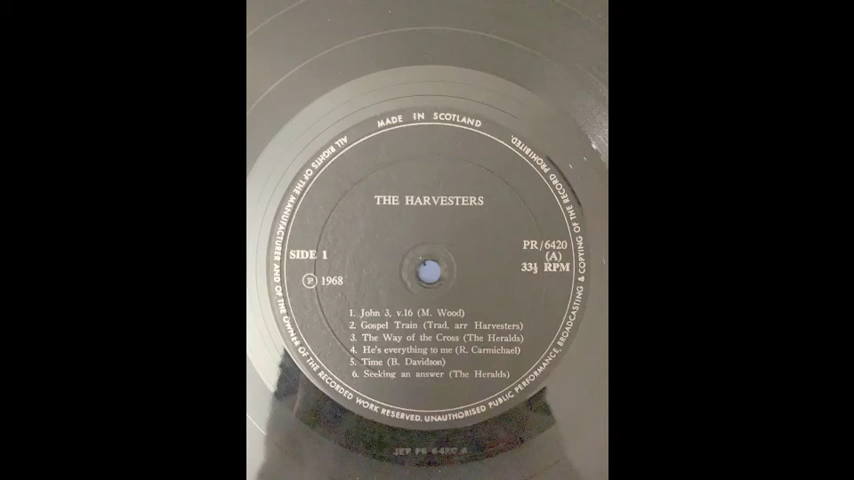 MADE IN SCOTLAND
ALL RIGHTS OF THE MANUFACTURER AND OF THE OWNER OF THE RECORDED WORK RESERVED. UNAUTHORISED PUBLIC PERFORMANCE, BROADCASTING & COPYING OF THE RECORD PROHIBITED.
THE HARVESTERS
SIDE 1
PR/6420
(A)
33⅓ RPM
Ⓟ 1968
1. John 3, v.16 (M. Wood)
2. Gospel Train (Trad. arr Harvesters)
3. The Way of the Cross (The Heralds)
4. He's everything to me (R. Carmichael)
5. Time (B. Davidson)
6. Seeking an answer (The Heralds)